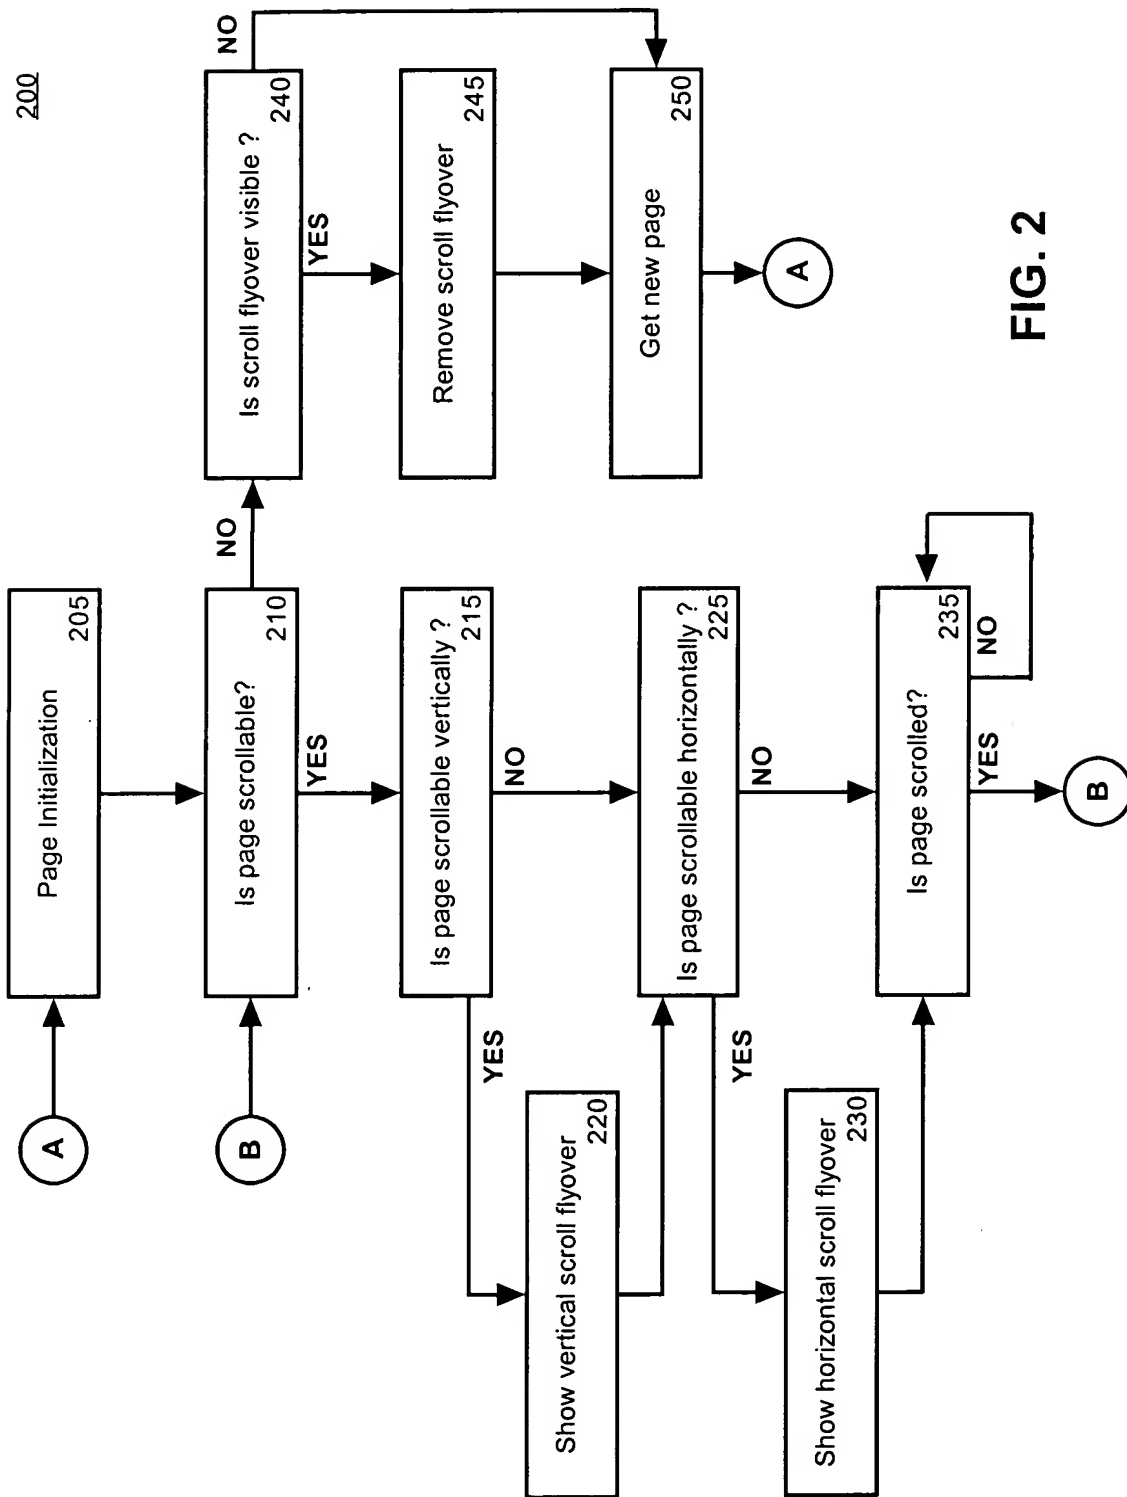 200
A
Page Initialization
205
B
Is page scrollable?
210
NO
YES
Is scroll flyover visible ?
240
NO
YES
Is page scrollable vertically ?
215
YES
NO
Remove scroll flyover
245
Show vertical scroll flyover
220
Is page scrollable horizontally ?
225
YES
NO
Get new page
250
A
Show horizontal scroll flyover
230
Is page scrolled?
235
NO
YES
B
FIG. 2